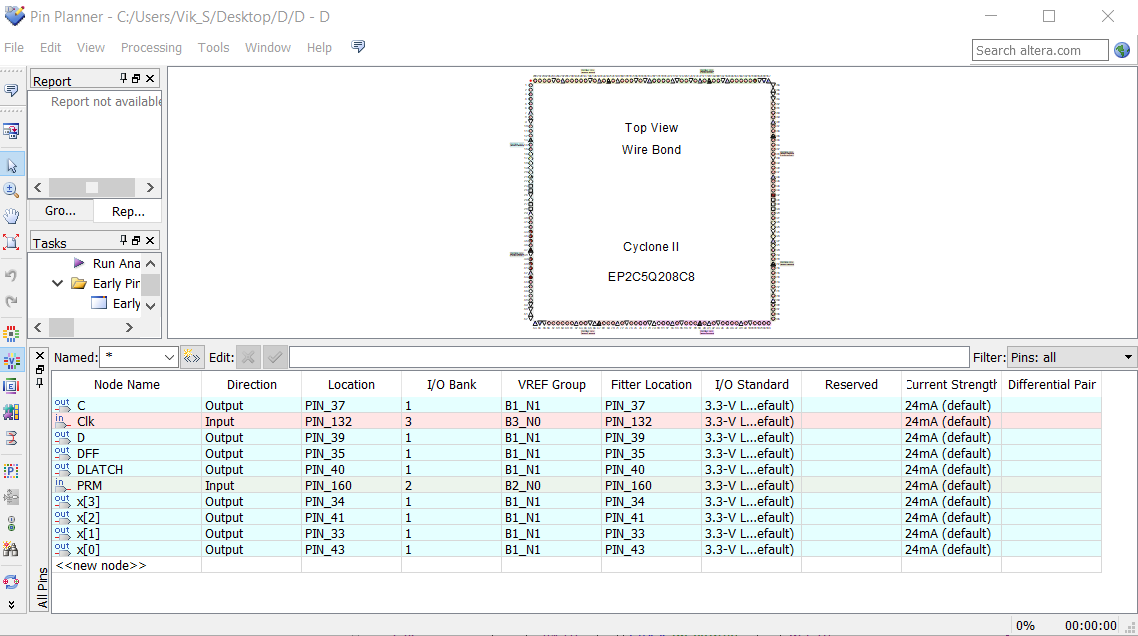 Pin Planner - C:/Users/Vik_S/Desktop/D/D - D
File Edit View Processing Tools Window Help
Search altera.com
Report
Report not available
Gro... Rep...
Tasks
Run Ana
Early Pin
Early
Top View
Wire Bond
Cyclone II
EP2C5Q208C8
Named: * Edit: Filter: Pins: all
Node Name Direction Location I/O Bank VREF Group Fitter Location I/O Standard Reserved Current Strength Differential Pair
out C Output PIN_37 1 B1_N1 PIN_37 3.3-V L...efault) 24mA (default)
in Clk Input PIN_132 3 B3_N0 PIN_132 3.3-V L...efault) 24mA (default)
out D Output PIN_39 1 B1_N1 PIN_39 3.3-V L...efault) 24mA (default)
out DFF Output PIN_35 1 B1_N1 PIN_35 3.3-V L...efault) 24mA (default)
out DLATCH Output PIN_40 1 B1_N1 PIN_40 3.3-V L...efault) 24mA (default)
in PRM Input PIN_160 2 B2_N0 PIN_160 3.3-V L...efault) 24mA (default)
out x[3] Output PIN_34 1 B1_N1 PIN_34 3.3-V L...efault) 24mA (default)
out x[2] Output PIN_41 1 B1_N1 PIN_41 3.3-V L...efault) 24mA (default)
out x[1] Output PIN_33 1 B1_N1 PIN_33 3.3-V L...efault) 24mA (default)
out x[0] Output PIN_43 1 B1_N1 PIN_43 3.3-V L...efault) 24mA (default)
<<new node>>
All Pins
0% 00:00:00